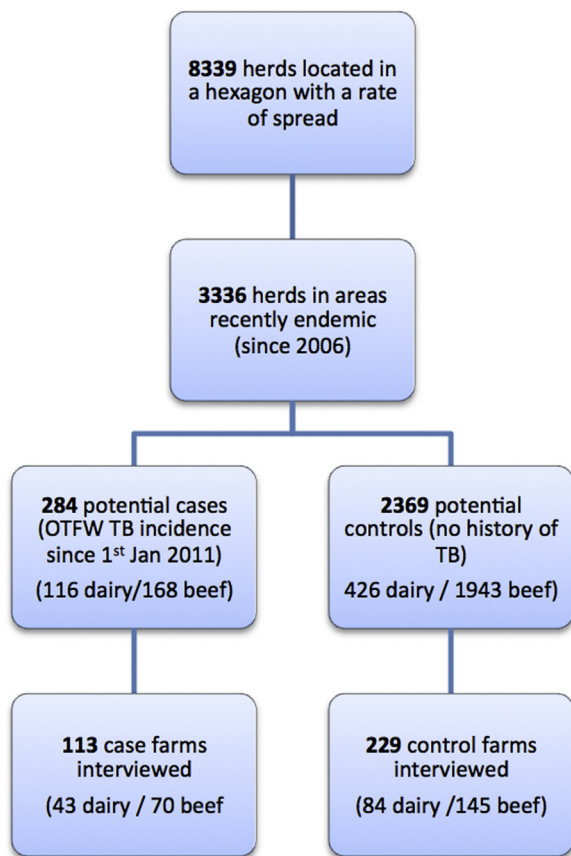 8339 herds located in
a hexagon with a rate
of spread
3336 herds in areas
recently endemic
(since 2006)
284 potential cases
(OTFW TB incidence
since 1st Jan 2011)
(116 dairy/168 beef)
2369 potential
controls (no history of
TB)
426 dairy / 1943 beef)
113 case farms
interviewed
(43 dairy / 70 beef
229 control farms
interviewed
(84 dairy /145 beef)